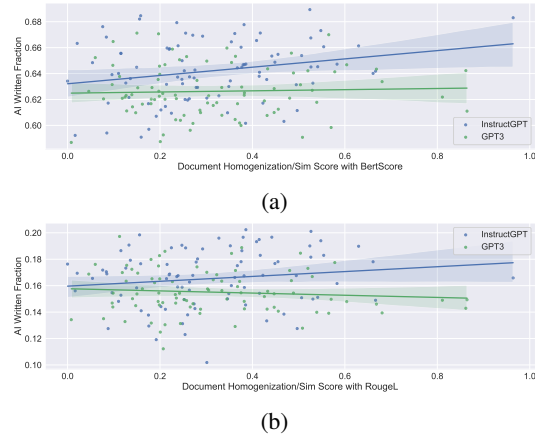 0.68
0.66
0.64
0.62
0.60
AI Written Fraction
0.0 0.2 0.4 0.6 0.8 1.0
Document Homogenization/Sim Score with BertScore
InstructGPT
GPT3
(a)
0.20
0.18
0.16
0.14
0.12
0.10
AI Written Fraction
0.0 0.2 0.4 0.6 0.8 1.0
Document Homogenization/Sim Score with RougeL
InstructGPT
GPT3
(b)